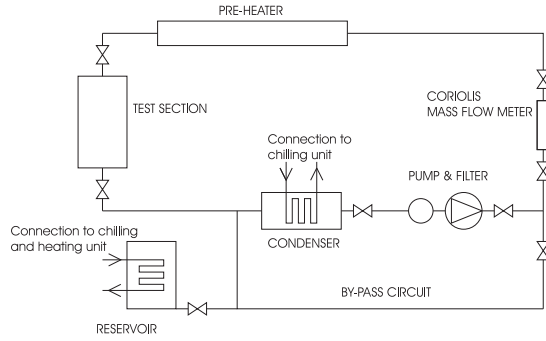 PRE-HEATER
TEST SECTION
CORIOLIS
MASS FLOW METER
Connection to
chilling unit
PUMP & FILTER
CONDENSER
Connection to chilling
and heating unit
BY-PASS CIRCUIT
RESERVOIR